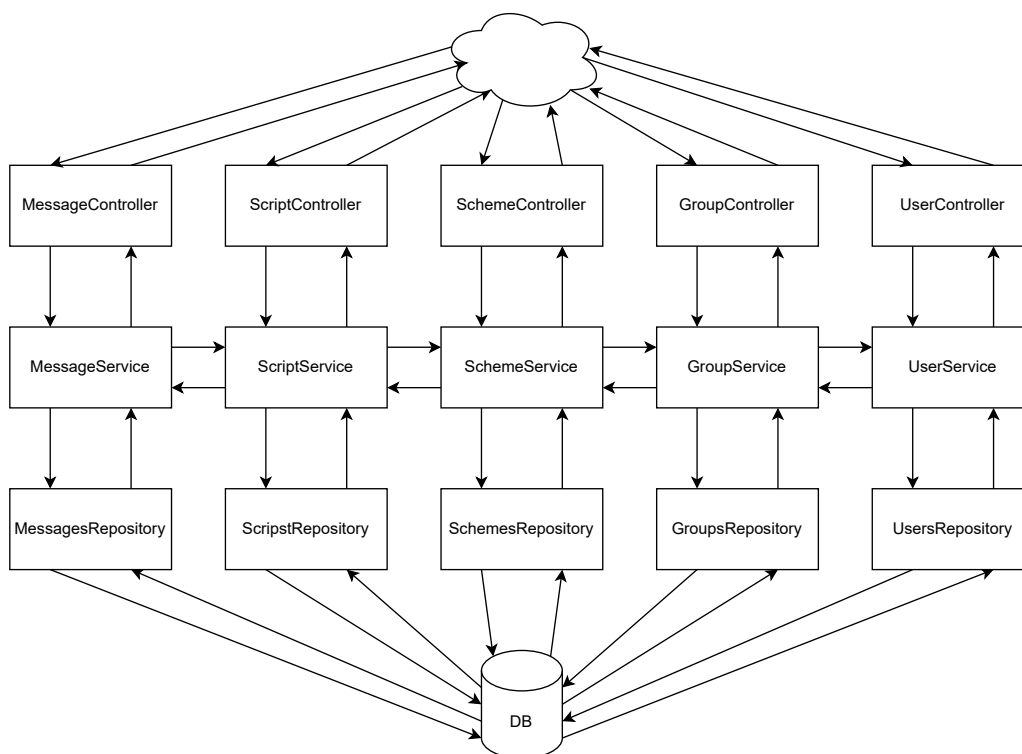 MessageController
ScriptController
SchemeController
GroupController
UserController
MessageService
ScriptService
SchemeService
GroupService
UserService
MessagesRepository
ScripstRepository
SchemesRepository
GroupsRepository
UsersRepository
DB